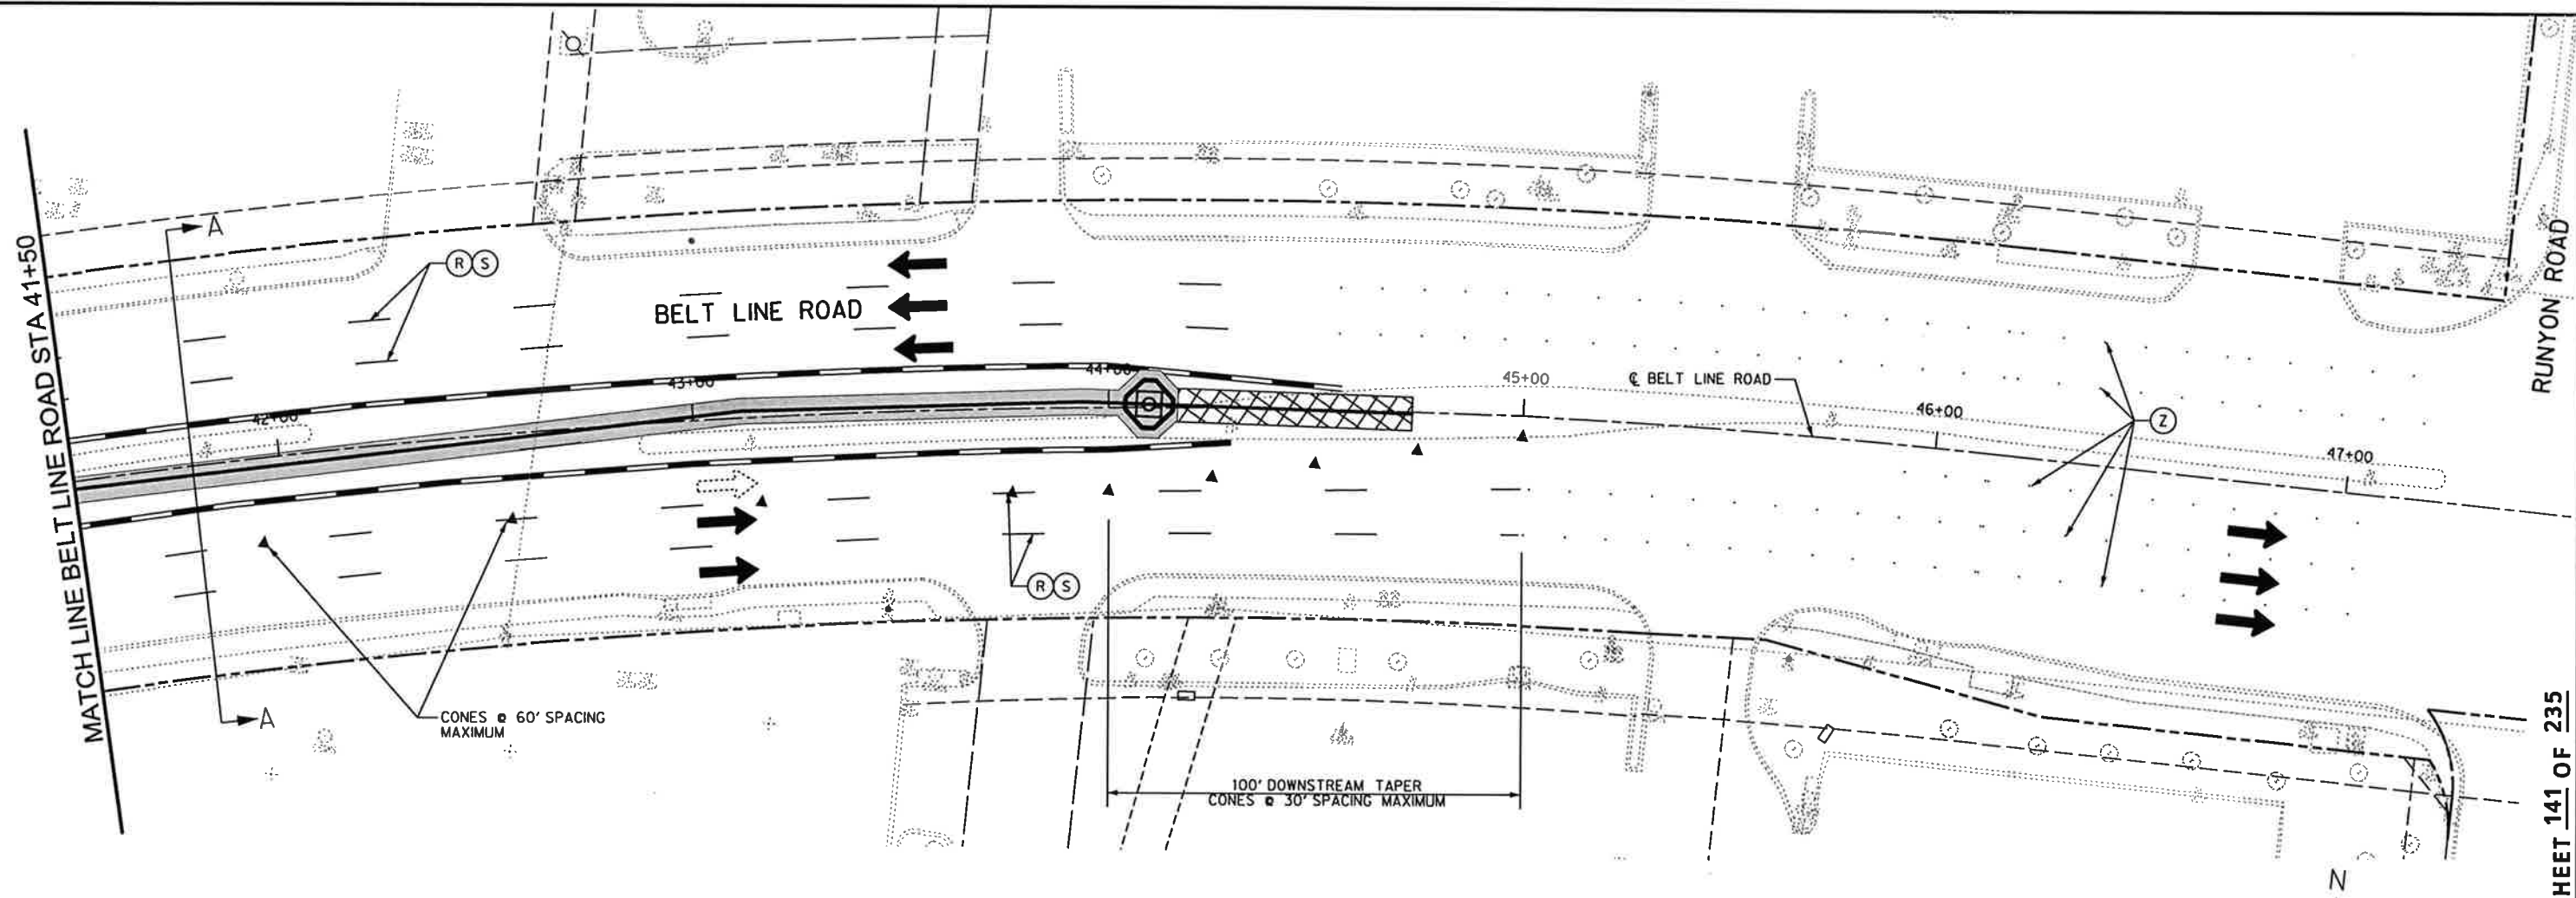 MATCH LINE BELT LINE ROAD STA 41+50
A
R S
BELT LINE ROAD
42+00
43+00
44+00
45+00
℄ BELT LINE ROAD
46+00
47+00
Z
RUNYON ROAD
R S
A
CONES @ 60' SPACING
MAXIMUM
100' DOWNSTREAM TAPER
CONES @ 30' SPACING MAXIMUM
N
HEET 141 OF 235